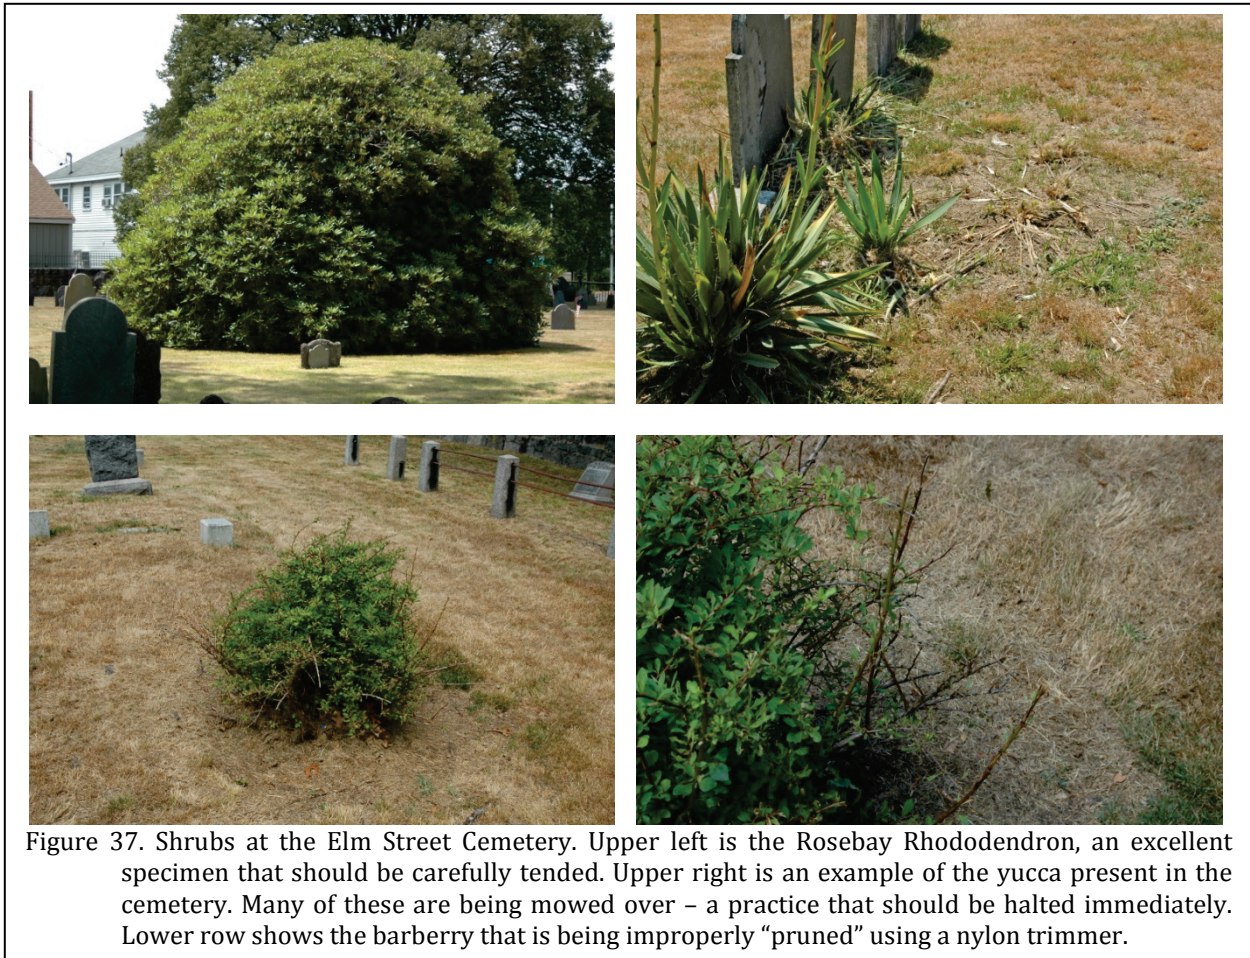 Figure 37. Shrubs at the Elm Street Cemetery. Upper left is the Rosebay Rhododendron, an excellent
specimen that should be carefully tended. Upper right is an example of the yucca present in the
cemetery. Many of these are being mowed over – a practice that should be halted immediately.
Lower row shows the barberry that is being improperly “pruned” using a nylon trimmer.